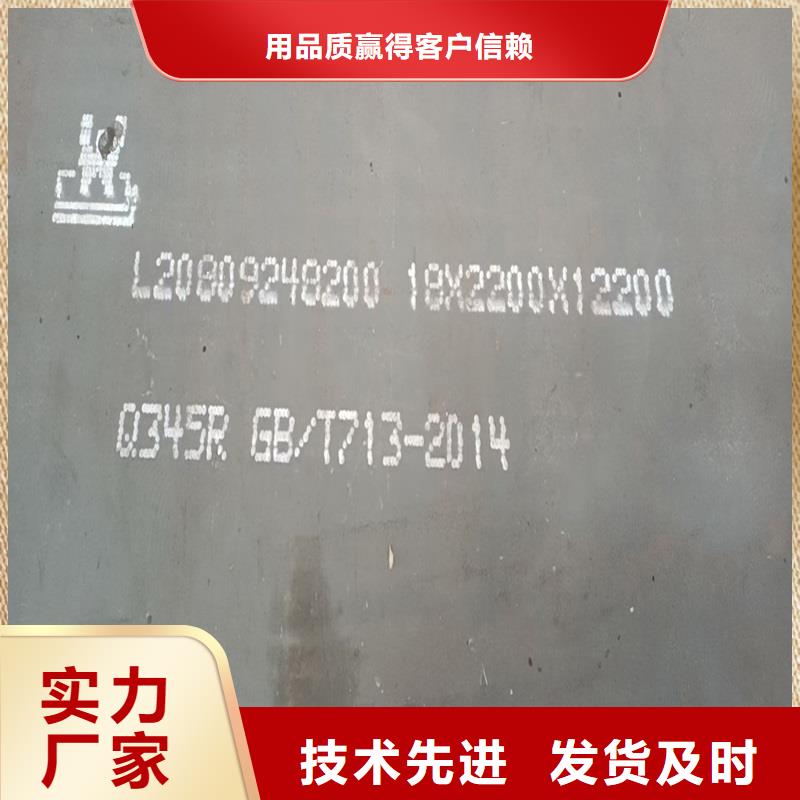 用品质赢得客户信赖
L20809248200 18X2200X12200
Q345R GB/T713-2014
实力
厂家
技术先进 发货及时